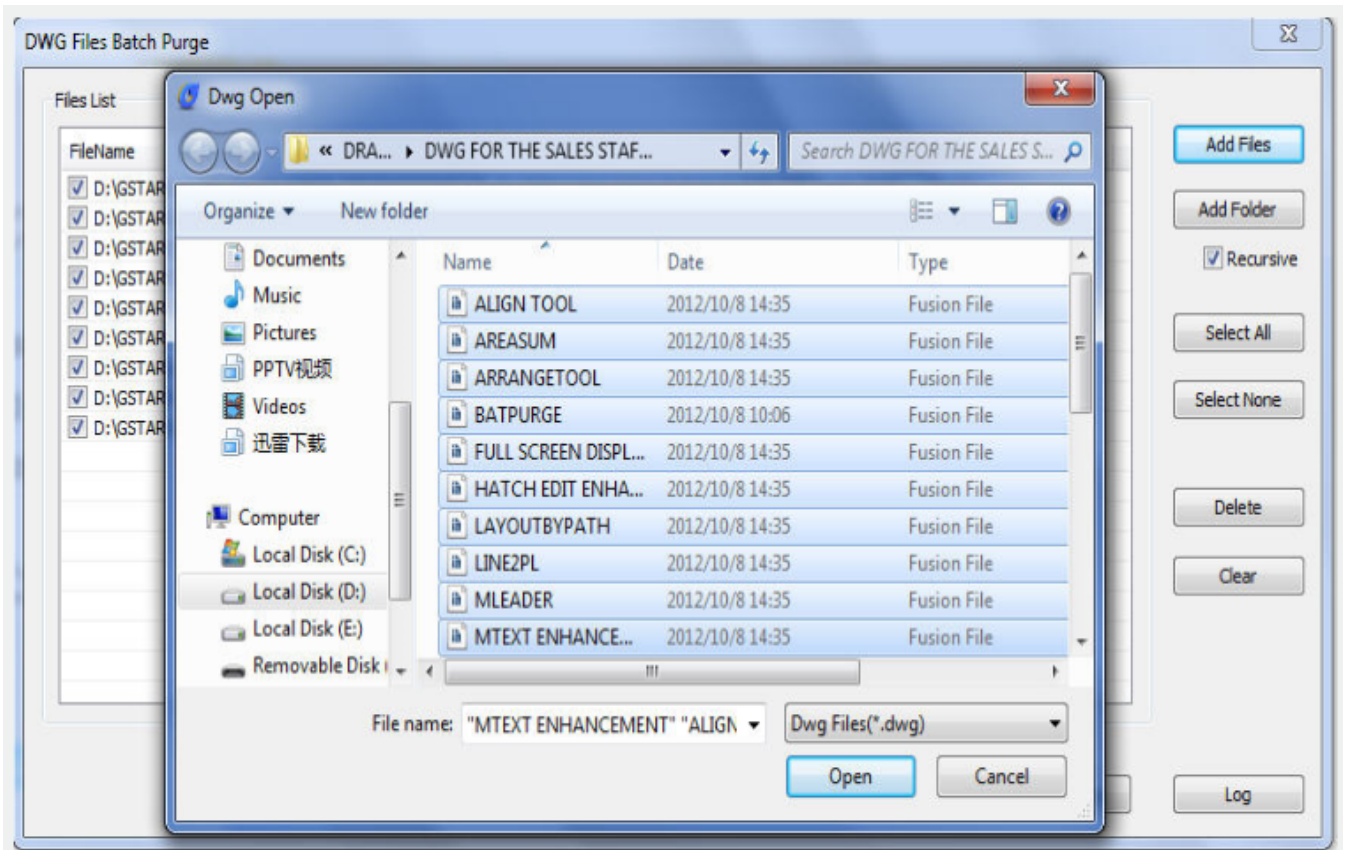 DWG Files Batch Purge
Files List
FileName
D:\GSTAR
D:\GSTAR
D:\GSTAR
D:\GSTAR
D:\GSTAR
D:\GSTAR
D:\GSTAR
D:\GSTAR
D:\GSTAR
Dwg Open
« DRA... DWG FOR THE SALES STAF... Search DWG FOR THE SALES S...
Organize New folder
Documents
Music
Pictures
PPTV视频
Videos
迅雷下载
Computer
Local Disk (C:)
Local Disk (D:)
Local Disk (E:)
Removable Disk
Name Date Type
ALIGN TOOL 2012/10/8 14:35 Fusion File
AREASUM 2012/10/8 14:35 Fusion File
ARRANGETOOL 2012/10/8 14:35 Fusion File
BATPURGE 2012/10/8 10:06 Fusion File
FULL SCREEN DISPL... 2012/10/8 14:35 Fusion File
HATCH EDIT ENHA... 2012/10/8 14:35 Fusion File
LAYOUTBYPATH 2012/10/8 14:35 Fusion File
LINE2PL 2012/10/8 14:35 Fusion File
MLEADER 2012/10/8 14:35 Fusion File
MTEXT ENHANCE... 2012/10/8 14:35 Fusion File
File name: "MTEXT ENHANCEMENT" "ALIGN Dwg Files(*.dwg)
Open Cancel
Add Files
Add Folder
Recursive
Select All
Select None
Delete
Clear
Log